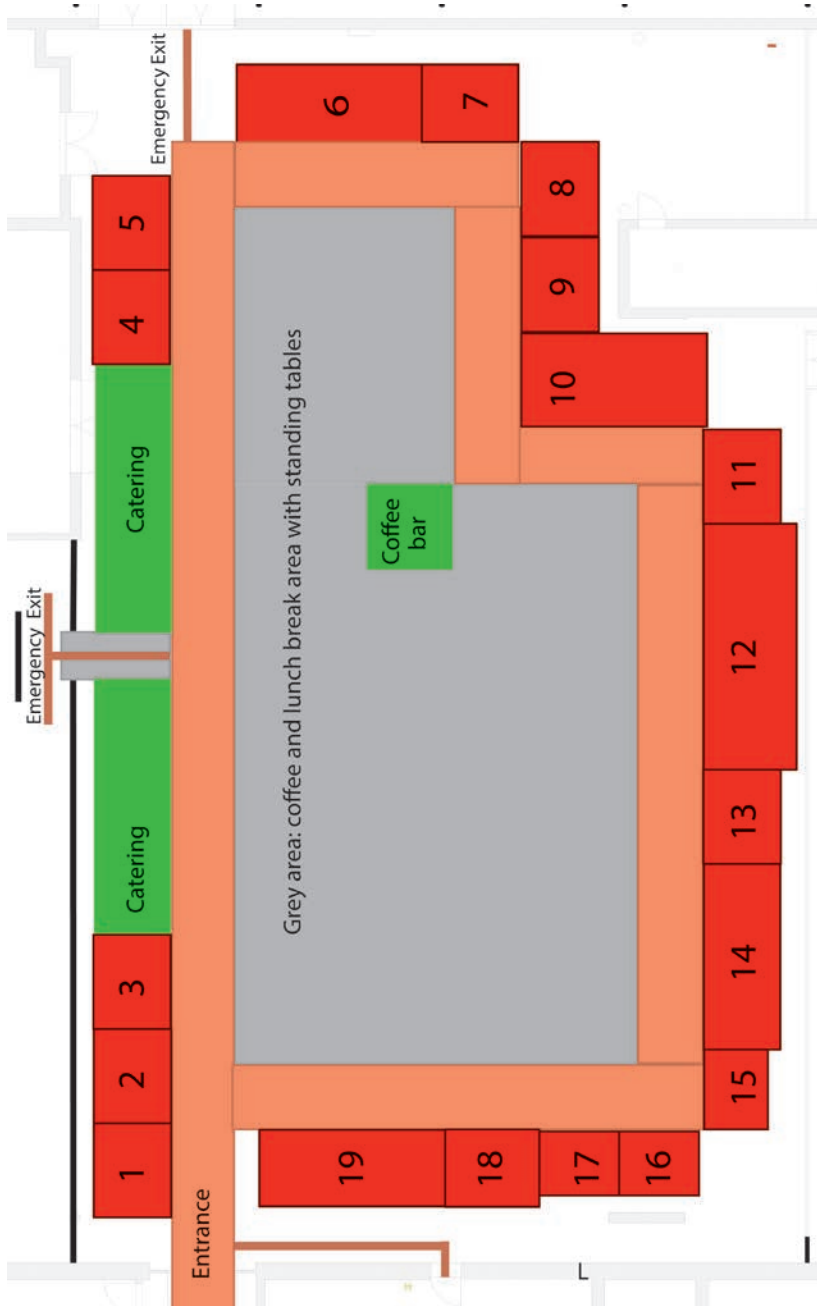 Emergency Exit
1
2
3
Catering
Catering
4
5
Emergency Exit
Entrance
Grey area: coffee and lunch break area with standing tables
Coffee
bar
6
7
8
9
10
11
12
13
14
15
16
17
18
19